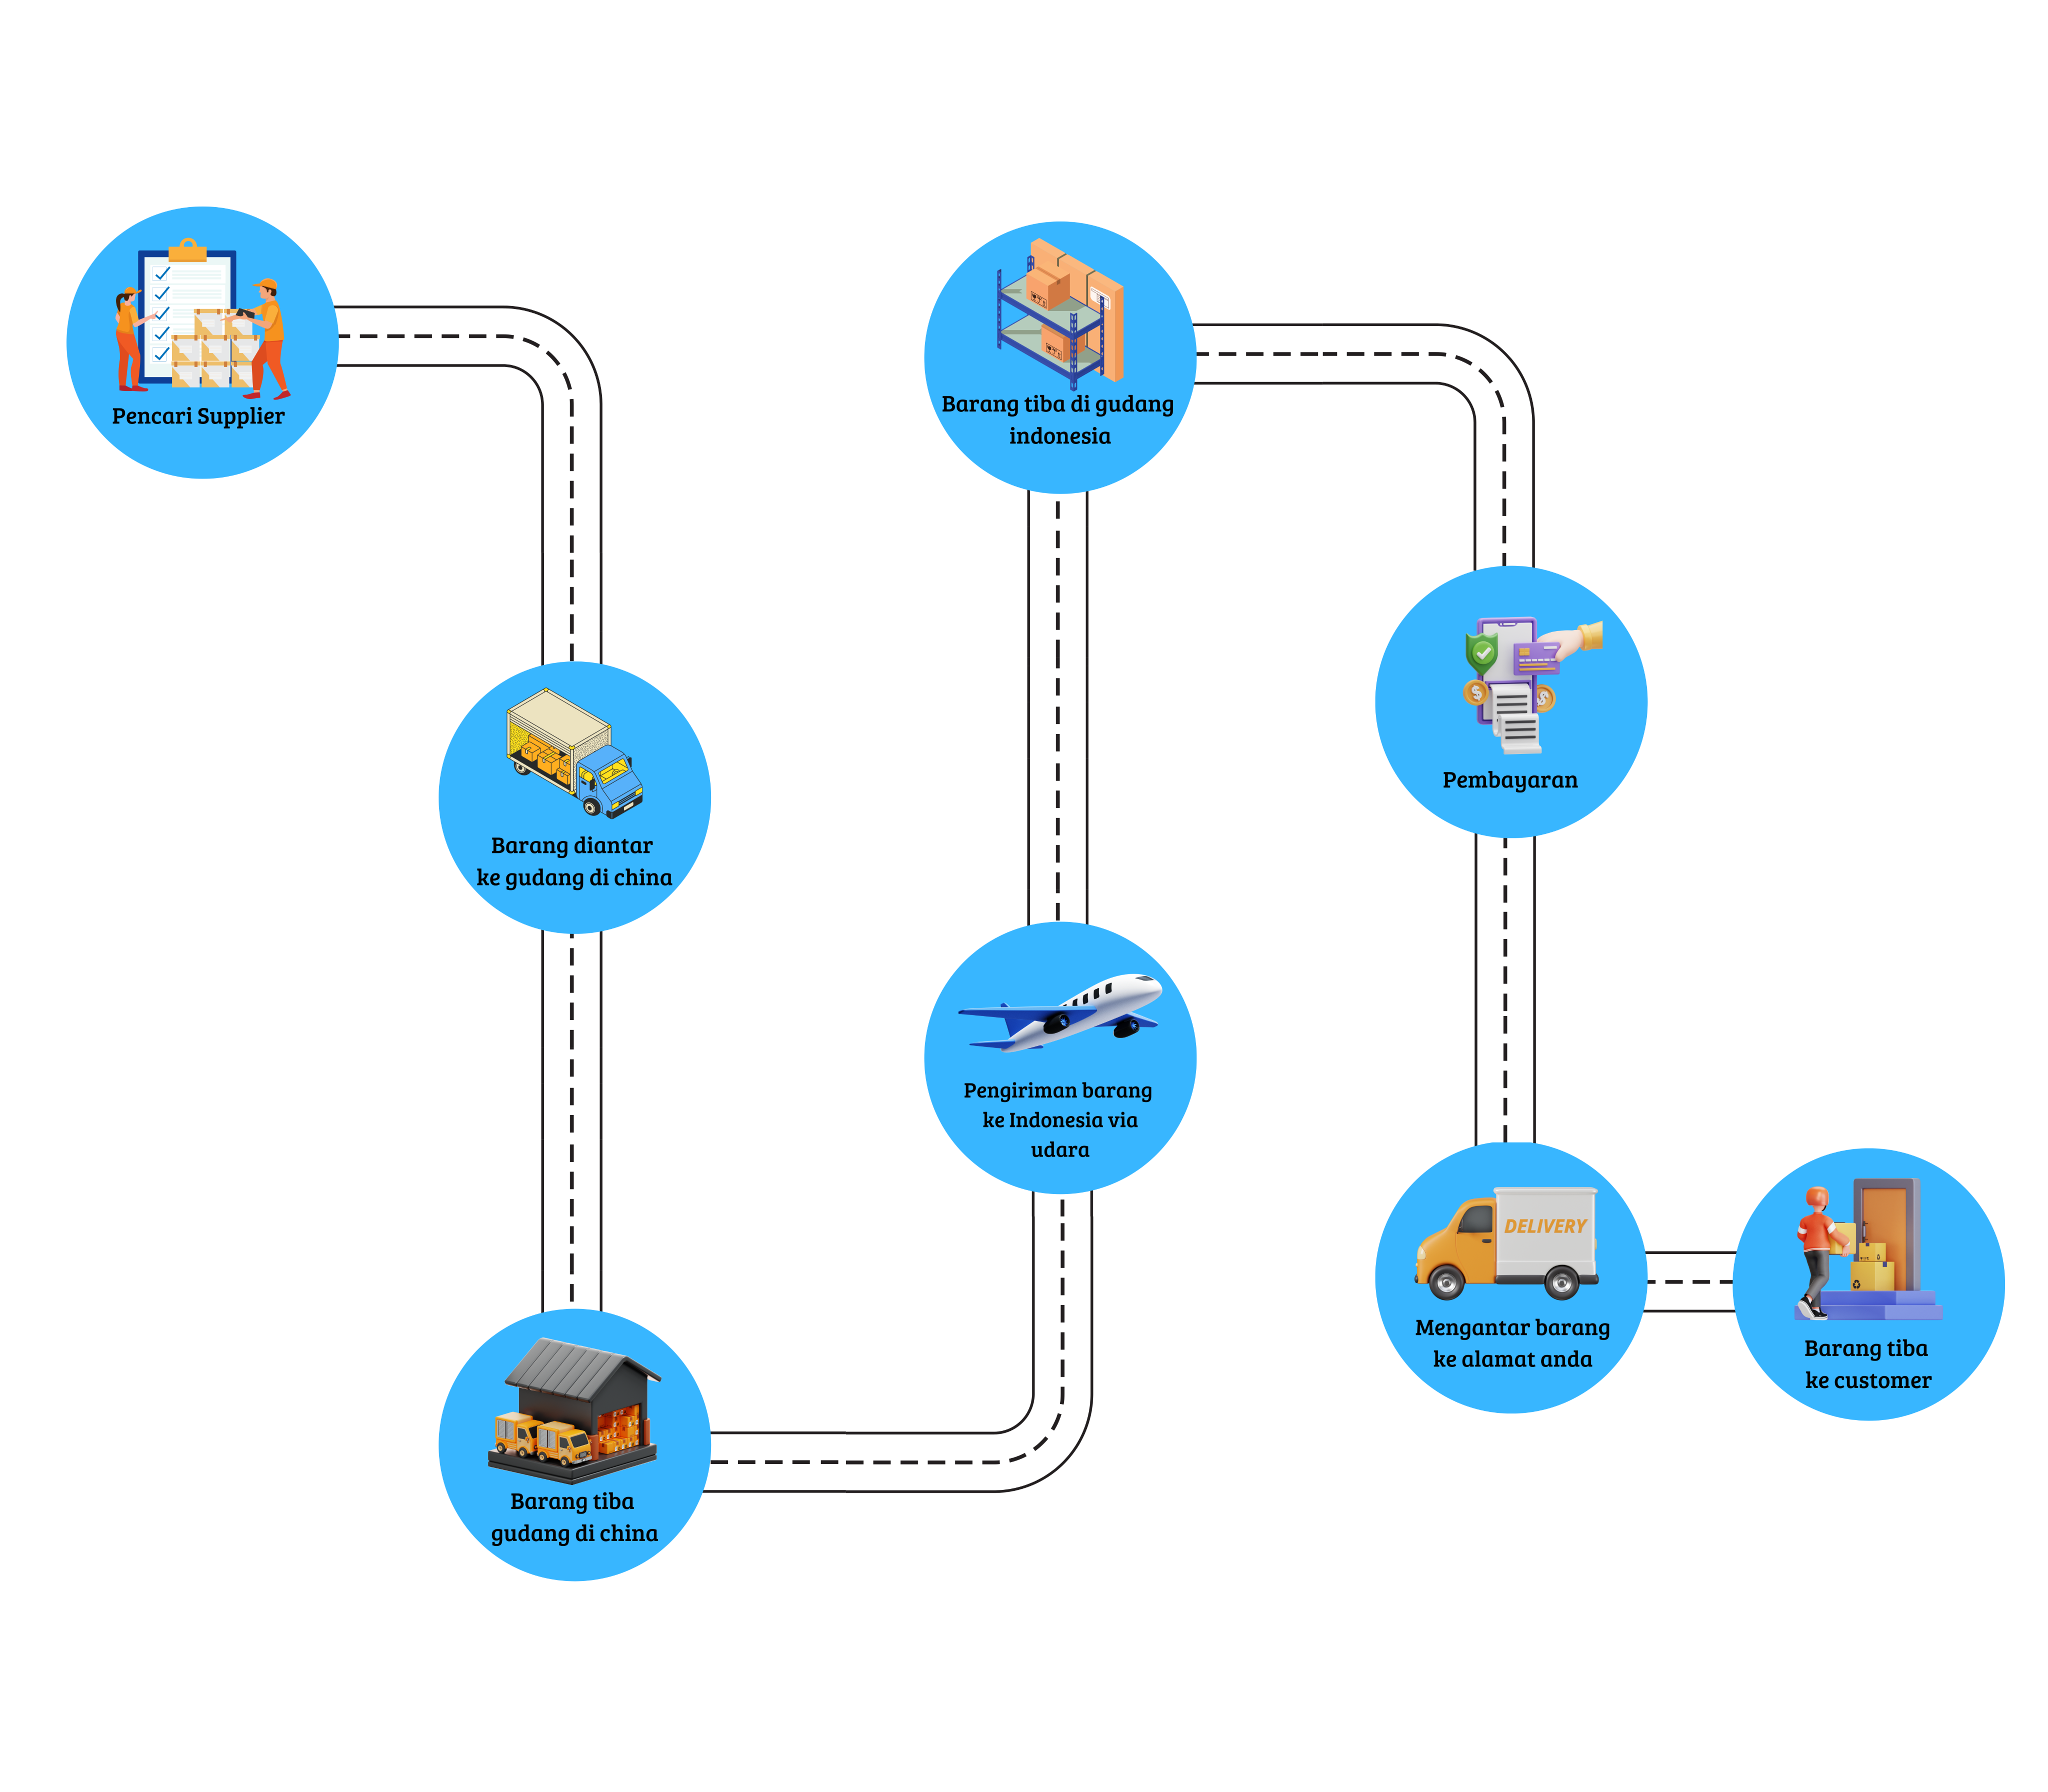 Pencari Supplier
Barang diantar
ke gudang di china
Barang tiba
gudang di china
Pengiriman barang
ke Indonesia via
udara
Barang tiba di gudang
indonesia
Pembayaran
DELIVERY
Mengantar barang
ke alamat anda
Barang tiba
ke customer